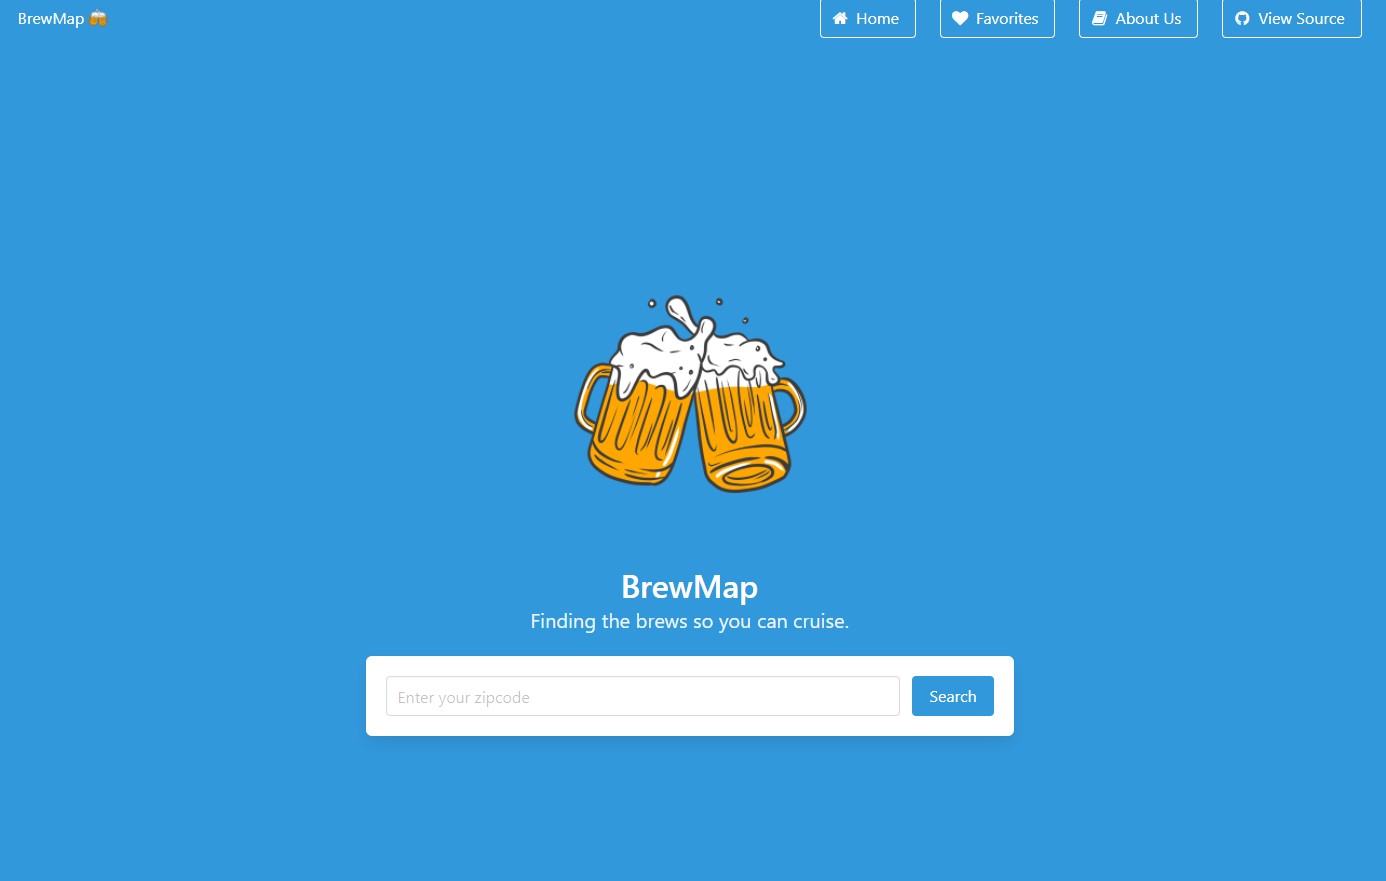 BrewMap 🍻
Home
Favorites
About Us
View Source
BrewMap
Finding the brews so you can cruise.
Enter your zipcode
Search